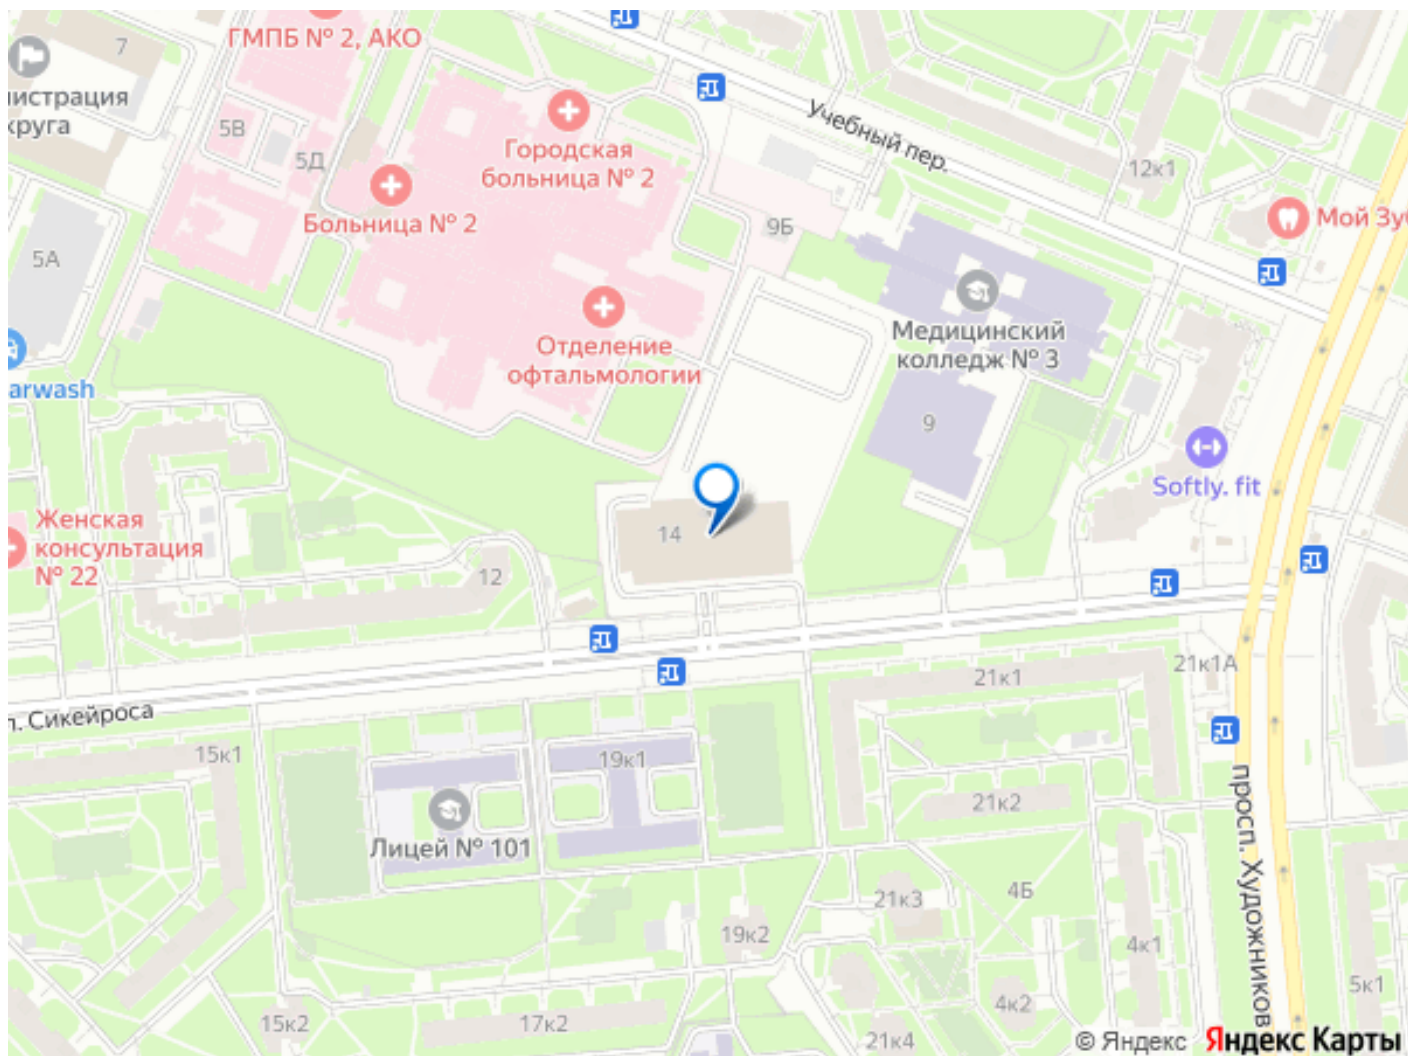 7
ГМПБ № 2, АКО
нистрация
круга
5В
5Д
Городская
больница № 2
Больница № 2
Учебный пер.
12к1
Мой Зу
9Б
5А
arwash
Отделение
офтальмологии
Медицинский
колледж № 3
9
Softly. fit
Женская
консультация
№ 22
14
12
л. Сикейроса
21к1
21к1А
15к1
19к1
21к2
Лицей № 101
просп. Художников
21к3
4Б
19к2
4к1
4к2
5к1
15к2
17к2
21к4
© Яндекс Яндекс Карты